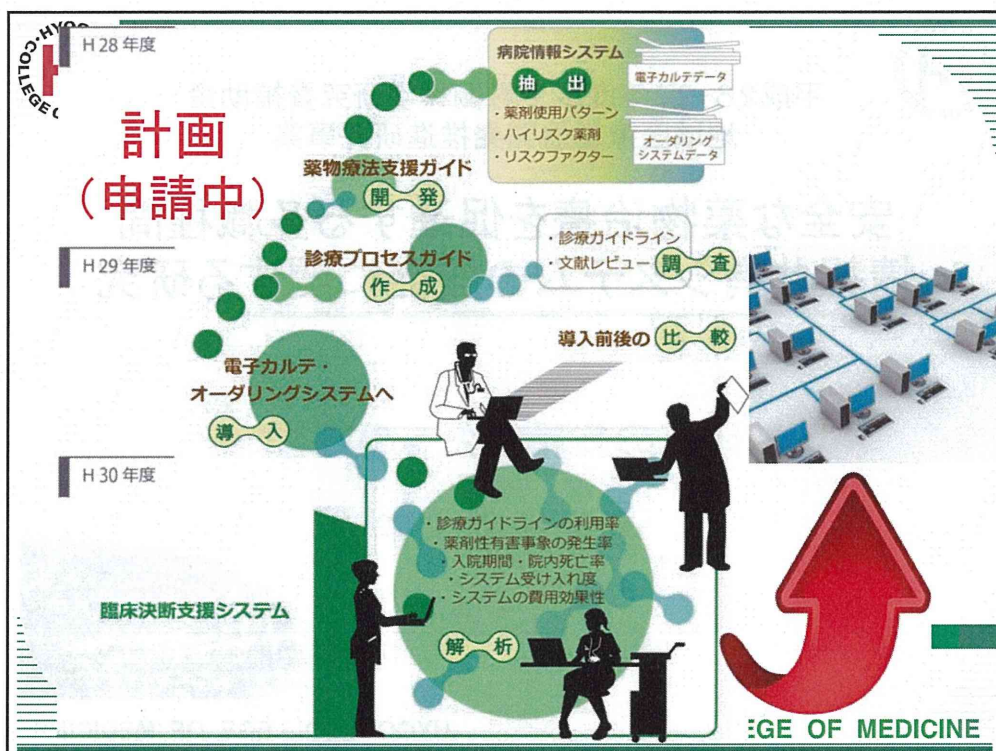 H 28 年度
計画
(申請中)
病院情報システム
抽 出
・薬剤使用パターン
・ハイリスク薬剤
・リスクファクター
電子カルテデータ
オーダリング
システムデータ
薬物療法支援ガイド
開 発
H 29 年度
診療プロセスガイド
作 成
・診療ガイドライン
・文献レビュー
調 査
導入前後の 比 較
電子カルテ・
オーダリングシステムへ
導 入
H 30 年度
・診療ガイドラインの利用率
・薬剤性有害事象の発生率
・入院期間・院内死亡率
・システム受け入れ度
・システムの費用効果性
解 析
臨床決断支援システム
EGE OF MEDICINE